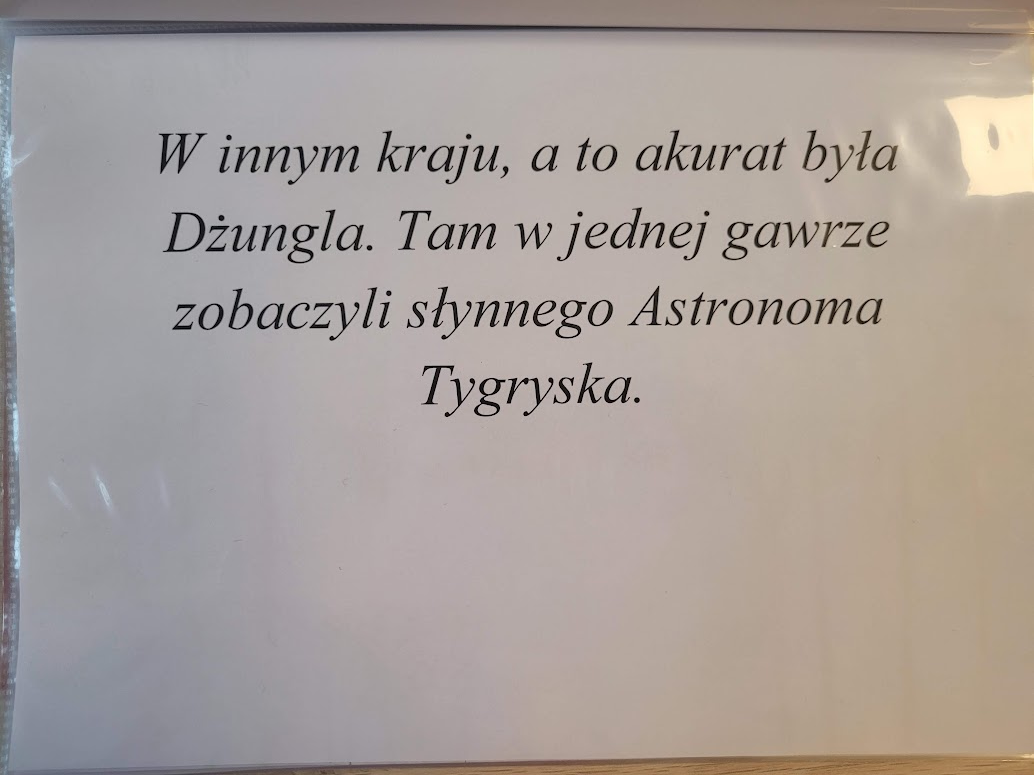 W innym kraju, a to akurat była
Dżungla. Tam w jednej gawrze
zobaczyli słynnego Astronoma
Tygryska.